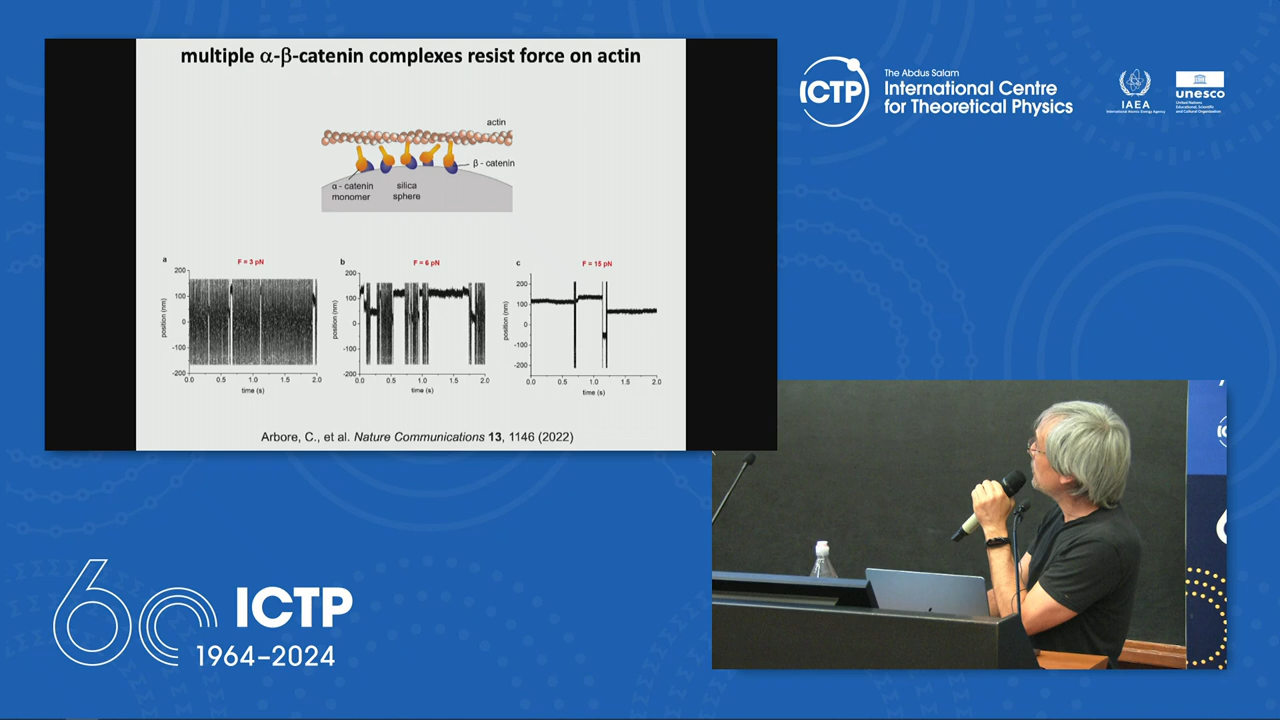 multiple α-β-catenin complexes resist force on actin
actin
β - catenin
α - catenin
monomer
silica
sphere
a
F = 3 pN
position (nm)
200
100
0
-100
-200
0.0
0.5
1.0
1.5
2.0
time (s)
b
F = 6 pN
position (nm)
200
100
0
-100
-200
0.0
0.5
1.0
1.5
2.0
time (s)
c
F = 15 pN
position (nm)
200
100
0
-100
-200
0.0
0.5
1.0
1.5
2.0
time (s)
Arbore, C., et al. Nature Communications 13, 1146 (2022)
ICTP
The Abdus Salam
International Centre
for Theoretical Physics
IAEA
International Atomic Energy Agency
unesco
United Nations
Educational, Scientific
and Cultural Organization
60 ICTP
1964–2024